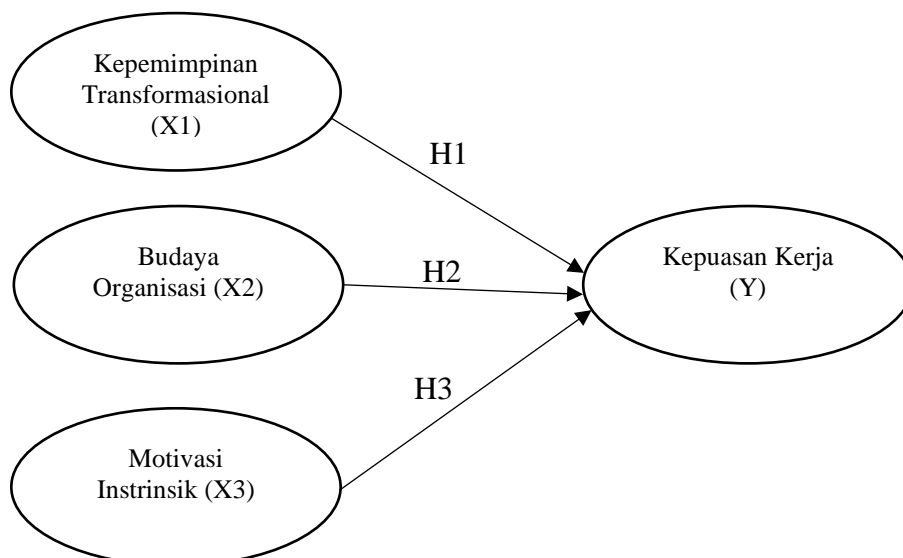 Kepemimpinan
Transformasional
(X1)
H1
Budaya
Organisasi (X2)
H2
Kepuasan Kerja
(Y)
H3
Motivasi
Instrinsik (X3)